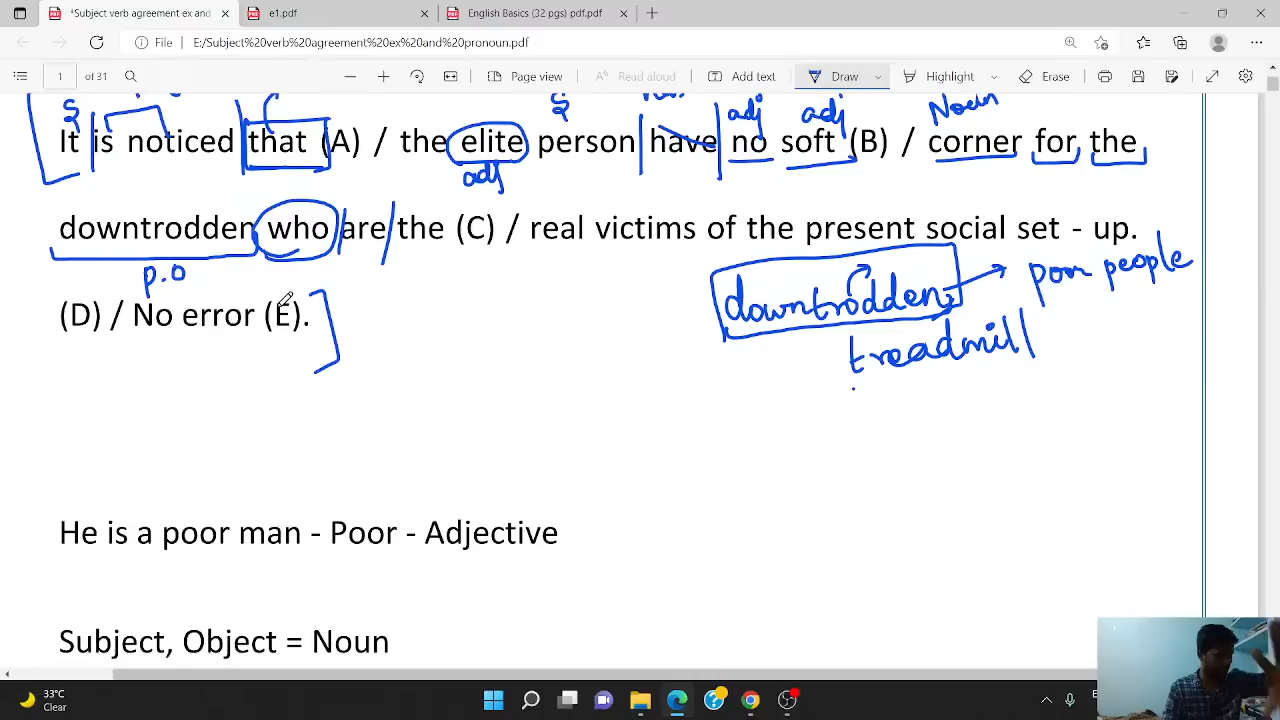 *Subject verb agreement ex and
e1.pdf
English Basics (32 pgs) pdf.pdf
File
E:/Subject%20verb%20agreement%20ex%20and%20pronoun.pdf
1
of 31
Page view
Read aloud
Add text
Draw
Highlight
Erase
adj
adj
Noun
It is noticed that (A) / the elite person have no soft (B) / corner for the
adj
downtrodden who are the (C) / real victims of the present social set - up.
p.o
downtrodden
poor people
(D) / No error (E).
treadmill
He is a poor man - Poor - Adjective
Subject, Object = Noun
33°C
Clear